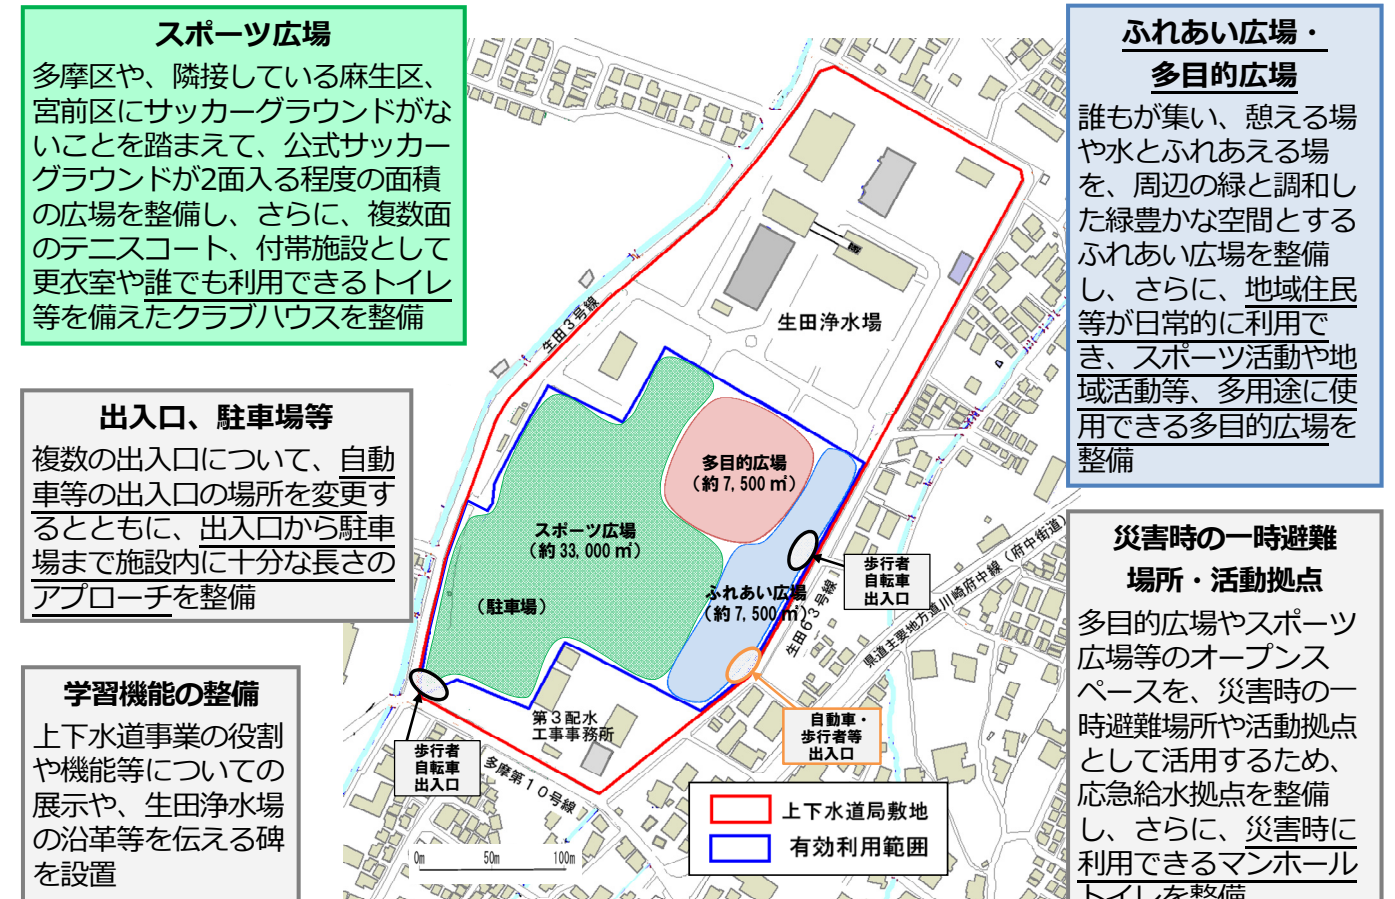 スポーツ広場
多摩区や、隣接している麻生区、
宮前区にサッカーグラウンドがな
いことを踏まえて、公式サッカー
グラウンドが2面入る程度の面積
の広場を整備し、さらに、複数面
のテニスコート、付帯施設として
更衣室や誰でも利用できるトイレ
等を備えたクラブハウスを整備
出入口、駐車場等
複数の出入口について、自動
車等の出入口の場所を変更す
るとともに、出入口から駐車
場まで施設内に十分な長さの
アプローチを整備
学習機能の整備
上下水道事業の役割
や機能等についての
展示や、生田浄水場
の沿革等を伝える碑
を設置
生田3号線
生田浄水場
多目的広場
(約7,500㎡)
スポーツ広場
(約33,000㎡)
(駐車場)
ふれあい広場
(約7,500㎡)
歩行者
自転車
出入口
生田63号線
県道主要地方道川崎府中線(府中街道)
第3配水
工事事務所
自動車・
歩行者等
出入口
歩行者
自転車
出入口
多摩第10号線
上下水道局敷地
有効利用範囲
0m 50m 100m
ふれあい広場・
多目的広場
誰もが集い、憩える場
や水とふれあえる場
を、周辺の緑と調和し
た緑豊かな空間とする
ふれあい広場を整備
し、さらに、地域住民
等が日常的に利用で
き、スポーツ活動や地
域活動等、多用途に使
用できる多目的広場を
整備
災害時の一時避難
場所・活動拠点
多目的広場やスポーツ
広場等のオープンス
ペースを、災害時の一
時避難場所や活動拠点
として活用するため、
応急給水拠点を整備
し、さらに、災害時に
利用できるマンホール
トイレを整備